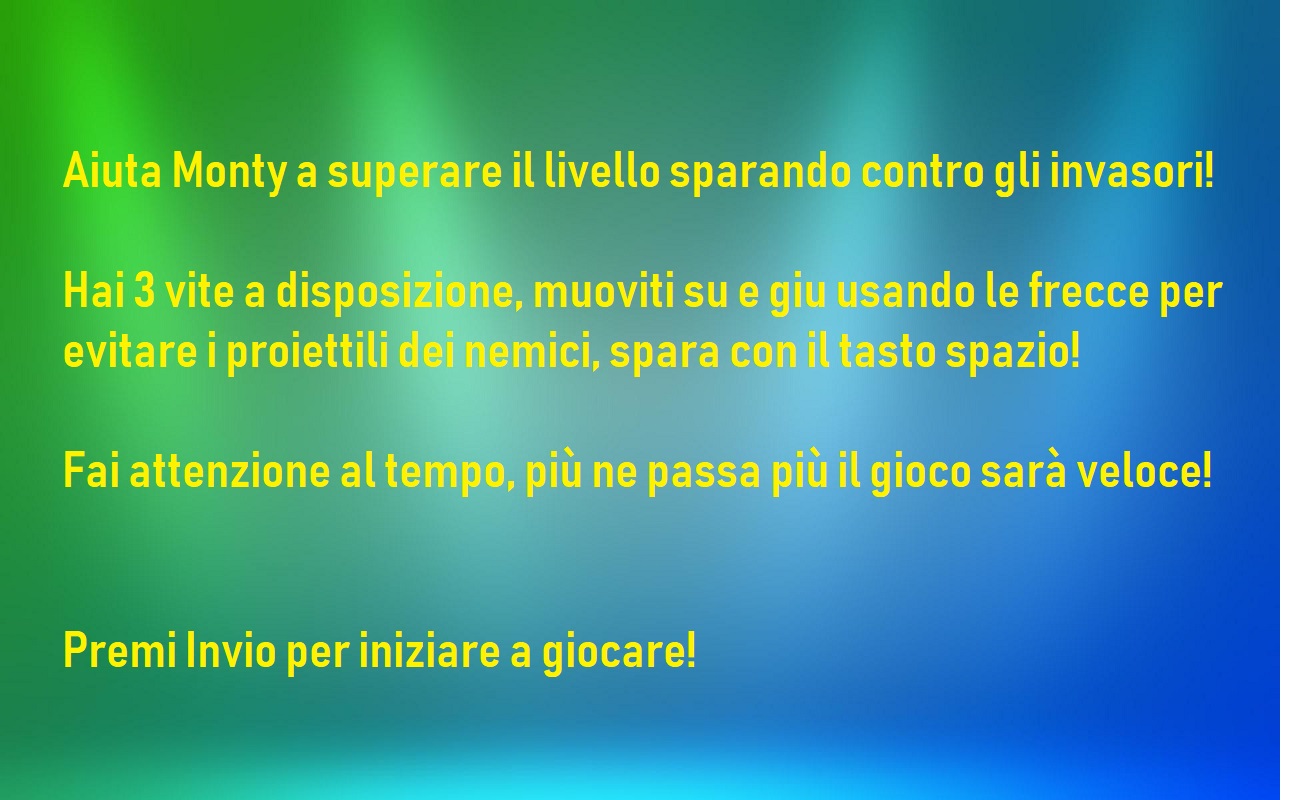 Aiuta Monty a superare il livello sparando contro gli invasori!
Hai 3 vite a disposizione, muoviti su e giu usando le frecce per
evitare i proiettili dei nemici, spara con il tasto spazio!
Fai attenzione al tempo, più ne passa più il gioco sarà veloce!
Premi Invio per iniziare a giocare!